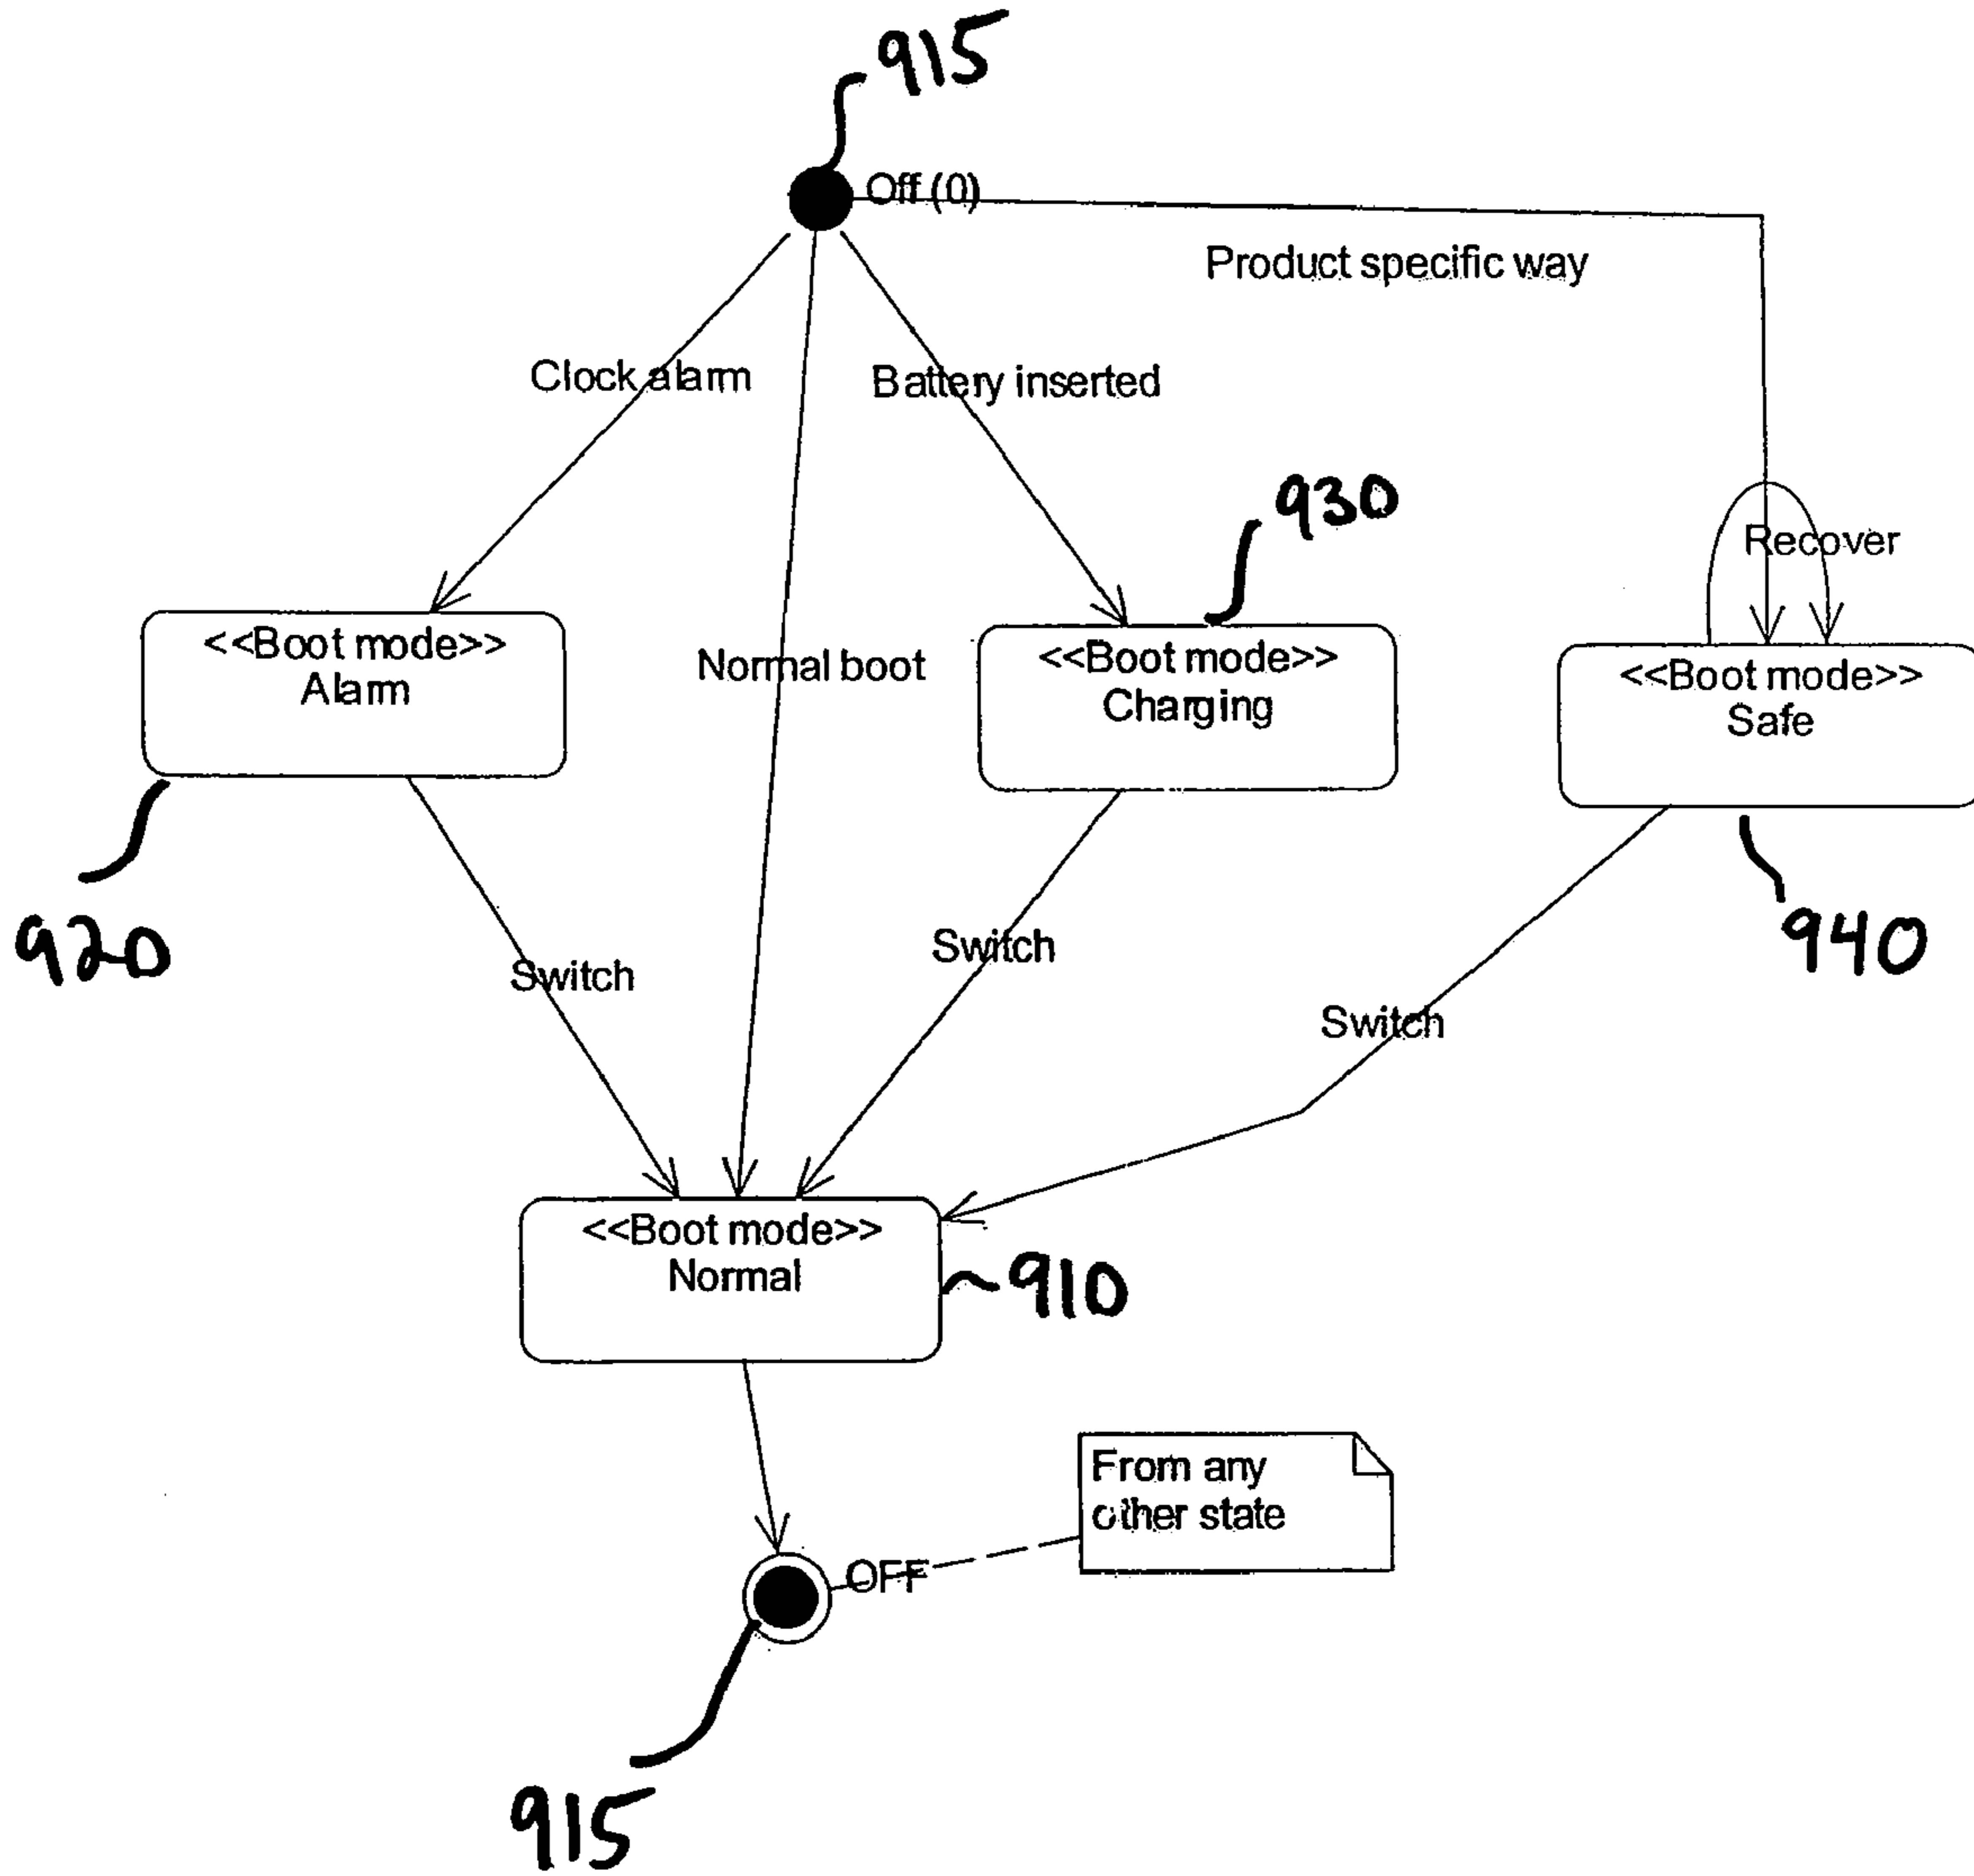 915
Off (0)
Product specific way
Clock alarm
Battery inserted
930
Recover
<<Boot mode>>
Alarm
Normal boot
<<Boot mode>>
Charging
<<Boot mode>>
Safe
920
Switch
Switch
940
Switch
<<Boot mode>>
Normal
910
From any
other state
OFF
915